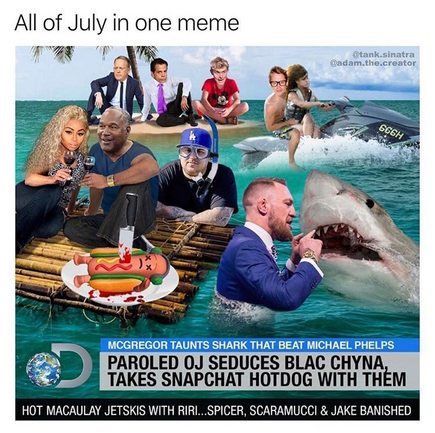 All of July in one meme
@tank.sinatra
@adam.the.creator
LA
MCGREGOR TAUNTS SHARK THAT BEAT MICHAEL PHELPS
PAROLED OJ SEDUCES BLAC CHYNA,
TAKES SNAPCHAT HOTDOG WITH THEM
HOT MACAULAY JETSKIS WITH RIRI...SPICER, SCARAMUCCI & JAKE BANISHED